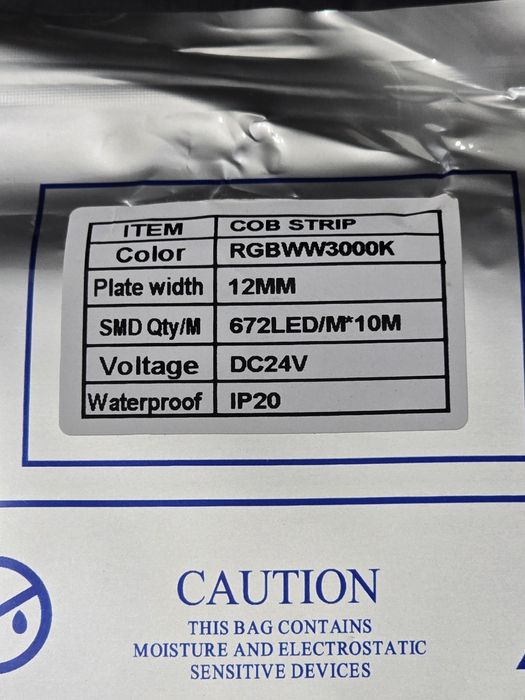 ITEM COB STRIP
Color RGBWW3000K
Plate width 12MM
SMD Qty/M 672LED/M*10M
Voltage DC24V
Waterproof IP20
CAUTION
THIS BAG CONTAINS
MOISTURE AND ELECTROSTATIC
SENSITIVE DEVICES